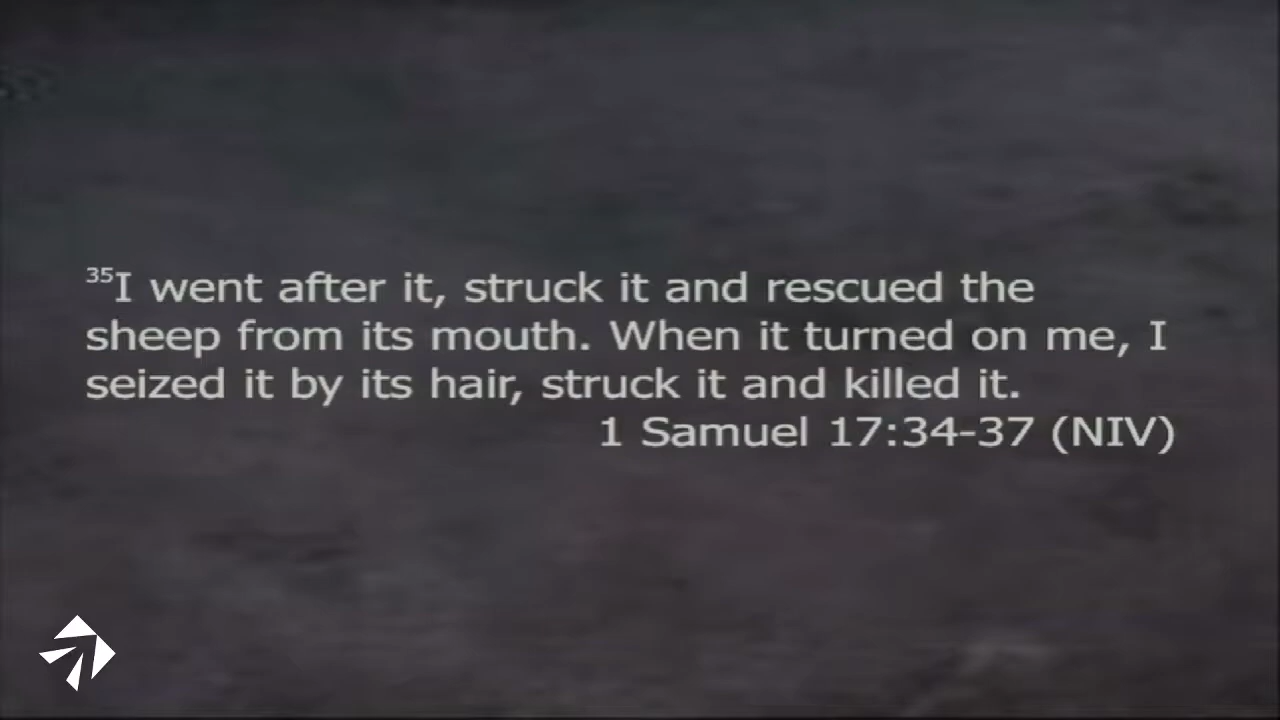 ³⁵I went after it, struck it and rescued the
sheep from its mouth. When it turned on me, I
seized it by its hair, struck it and killed it.
1 Samuel 17:34-37 (NIV)